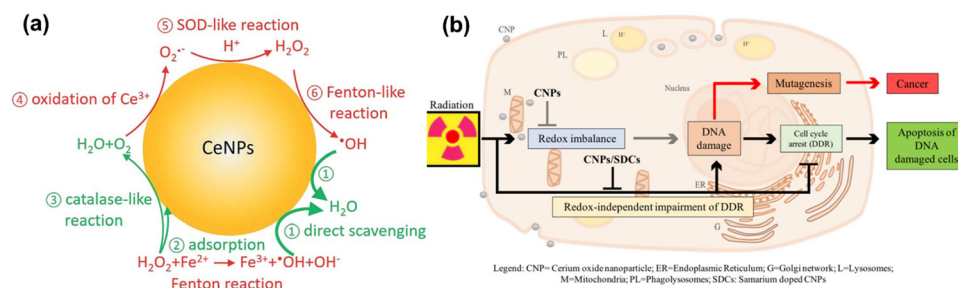 (a)
⑤ SOD-like reaction
O₂•⁻
H⁺
H₂O₂
④ oxidation of Ce³⁺
⑥ Fenton-like
reaction
CeNPs
H₂O+O₂
•OH
①
③ catalase-like
reaction
H₂O
② adsorption
① direct scavenging
H₂O₂+Fe²⁺ → Fe³⁺+•OH+OH⁻
Fenton reaction
(b)
CNP
L
H⁺
H⁺
PL
M
CNPs
Nucleus
Mutagenesis
Cancer
Radiation
Redox imbalance
DNA
damage
Cell cycle
arrest (DDR)
Apoptosis of
DNA
damaged cells
CNPs/SDCs
ER
Redox-independent impairment of DDR
G
Legend: CNP= Cerium oxide nanoparticle; ER=Endoplasmic Reticulum; G=Golgi network; L=Lysosomes;
M=Mitochondria; PL=Phagolysosomes; SDCs: Samarium doped CNPs